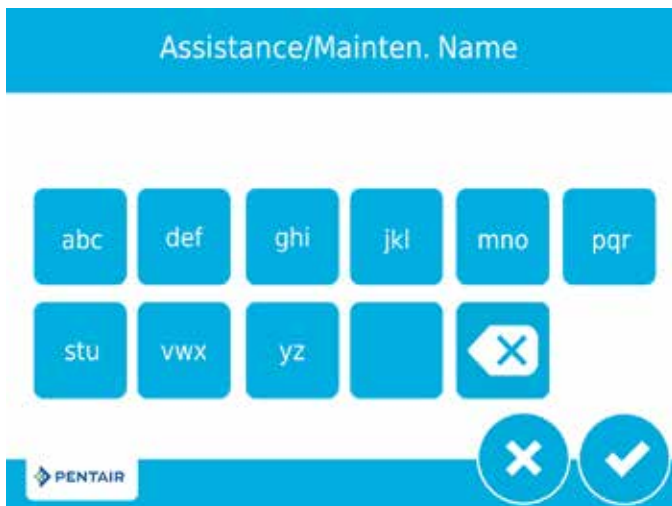 Assistance/Mainten. Name
abc def ghi jkl mno pqr
stu vwx yz
PENTAIR